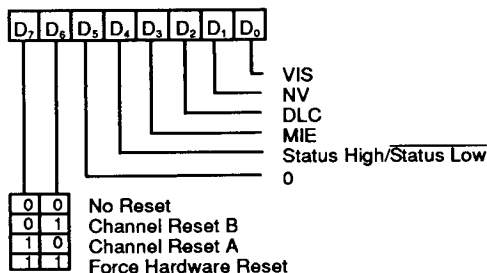 D7 D6 D5 D4 D3 D2 D1 D0
VIS
NV
DLC
MIE
Status High/Status Low
0
0 0 No Reset
0 1 Channel Reset B
1 0 Channel Reset A
1 1 Force Hardware Reset